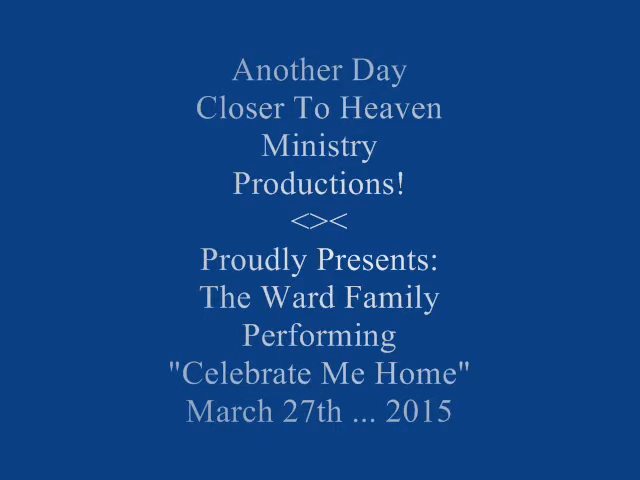 Another Day
Closer To Heaven
Ministry
Productions!
<><
Proudly Presents:
The Ward Family
Performing
"Celebrate Me Home"
March 27th ... 2015